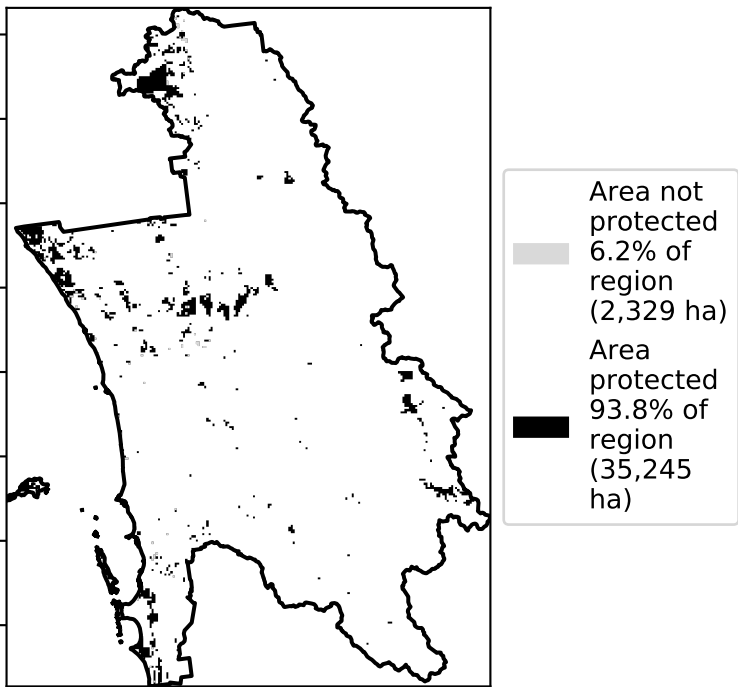 Area not
protected
6.2% of
region
(2,329 ha)
Area
protected
93.8% of
region
(35,245
ha)